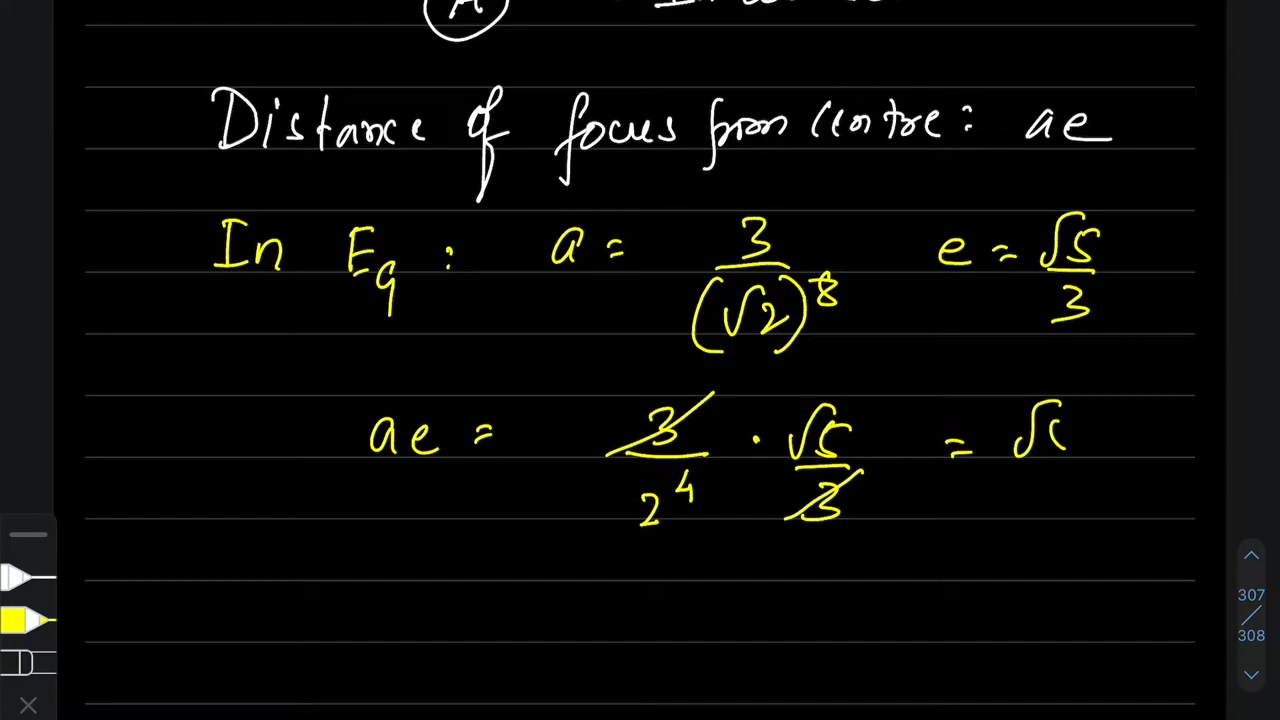 A
Distance of focus from centre : ae
In E9 : a = 3/(√2)^8 e = √5/3
ae = 3/2^4 · √5/3 = √
307
308